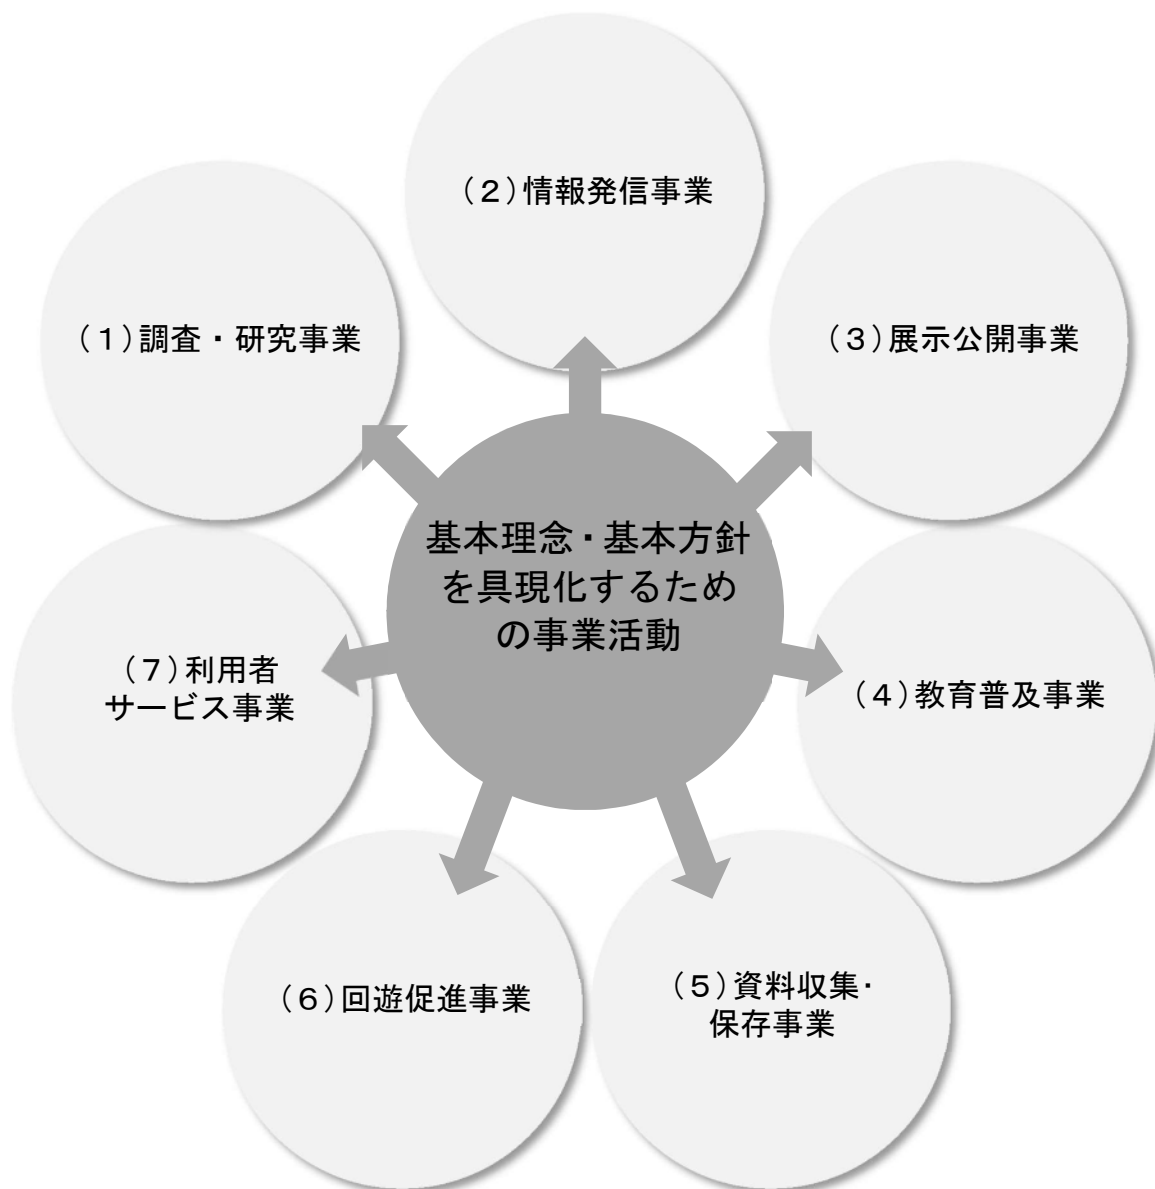 (2)情報発信事業
(1)調査・研究事業
(3)展示公開事業
基本理念・基本方針
を具現化するため
の事業活動
(7)利用者
サービス事業
(4)教育普及事業
(6)回遊促進事業
(5)資料収集・
保存事業